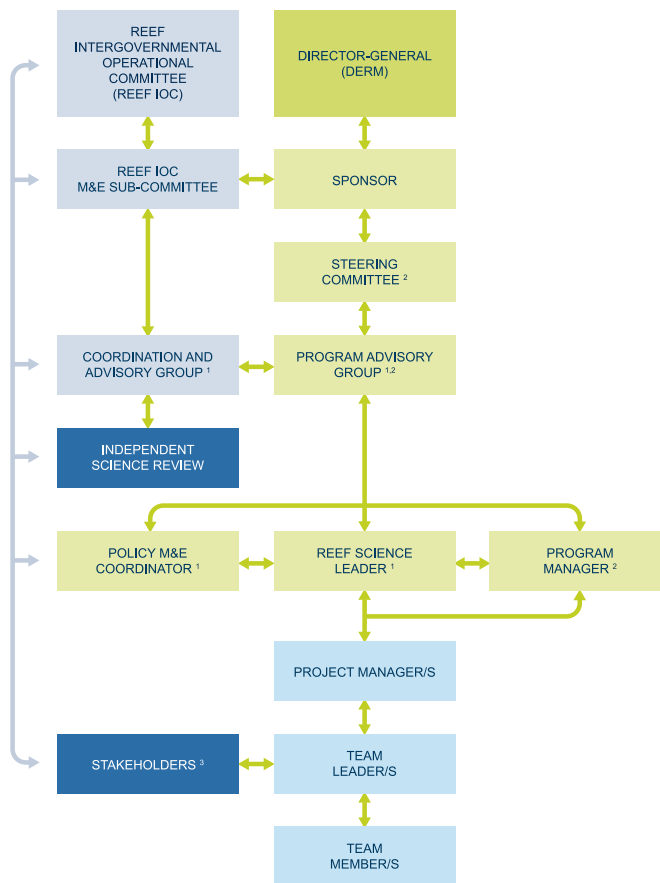 REEF
INTERGOVERNMENTAL
OPERATIONAL
COMMITTEE
(REEF IOC)
DIRECTOR-GENERAL
(DERM)
REEF IOC
M&E SUB-COMMITTEE
SPONSOR
STEERING
COMMITTEE ²
COORDINATION AND
ADVISORY GROUP ¹
PROGRAM ADVISORY
GROUP ¹,²
INDEPENDENT
SCIENCE REVIEW
POLICY M&E
COORDINATOR ¹
REEF SCIENCE
LEADER ¹
PROGRAM
MANAGER ²
PROJECT MANAGER/S
STAKEHOLDERS ³
TEAM
LEADER/S
TEAM
MEMBER/S